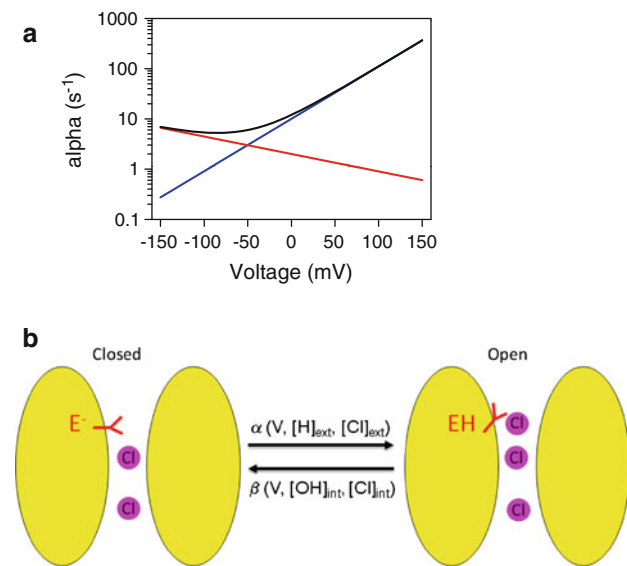 a
alpha (s⁻¹)
1000
100
10
1
0.1
-150 -100 -50 0 50 100 150
Voltage (mV)
b
Closed
Open
E⁻
Cl
Cl
α (V, [H]ext, [Cl]ext)
β (V, [OH]int, [Cl]int)
EH
Cl
Cl
Cl